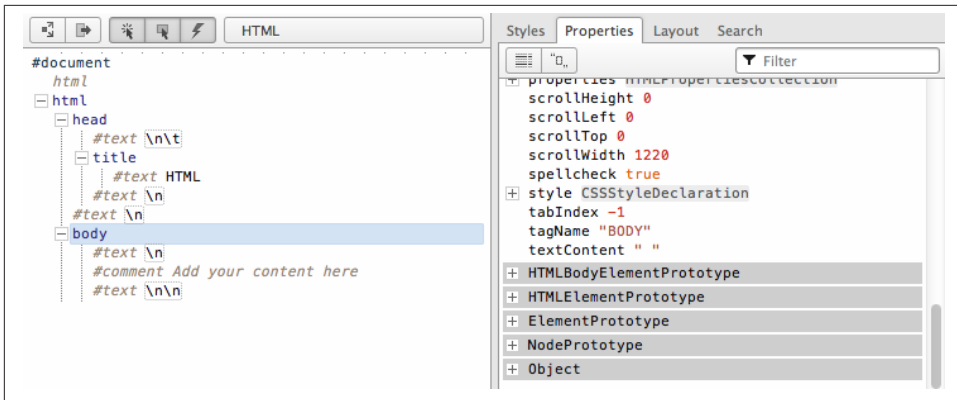 HTML
#document
html
html
head
#text \n\t
title
#text HTML
#text \n
#text \n
body
#text \n
#comment Add your content here
#text \n\n
Styles Properties Layout Search
Filter
properties HTMLPropertiesCollection
scrollHeight 0
scrollLeft 0
scrollTop 0
scrollWidth 1220
spellcheck true
style CSSStyleDeclaration
tabIndex -1
tagName "BODY"
textContent " "
HTMLBodyElementPrototype
HTMLElementPrototype
ElementPrototype
NodePrototype
Object